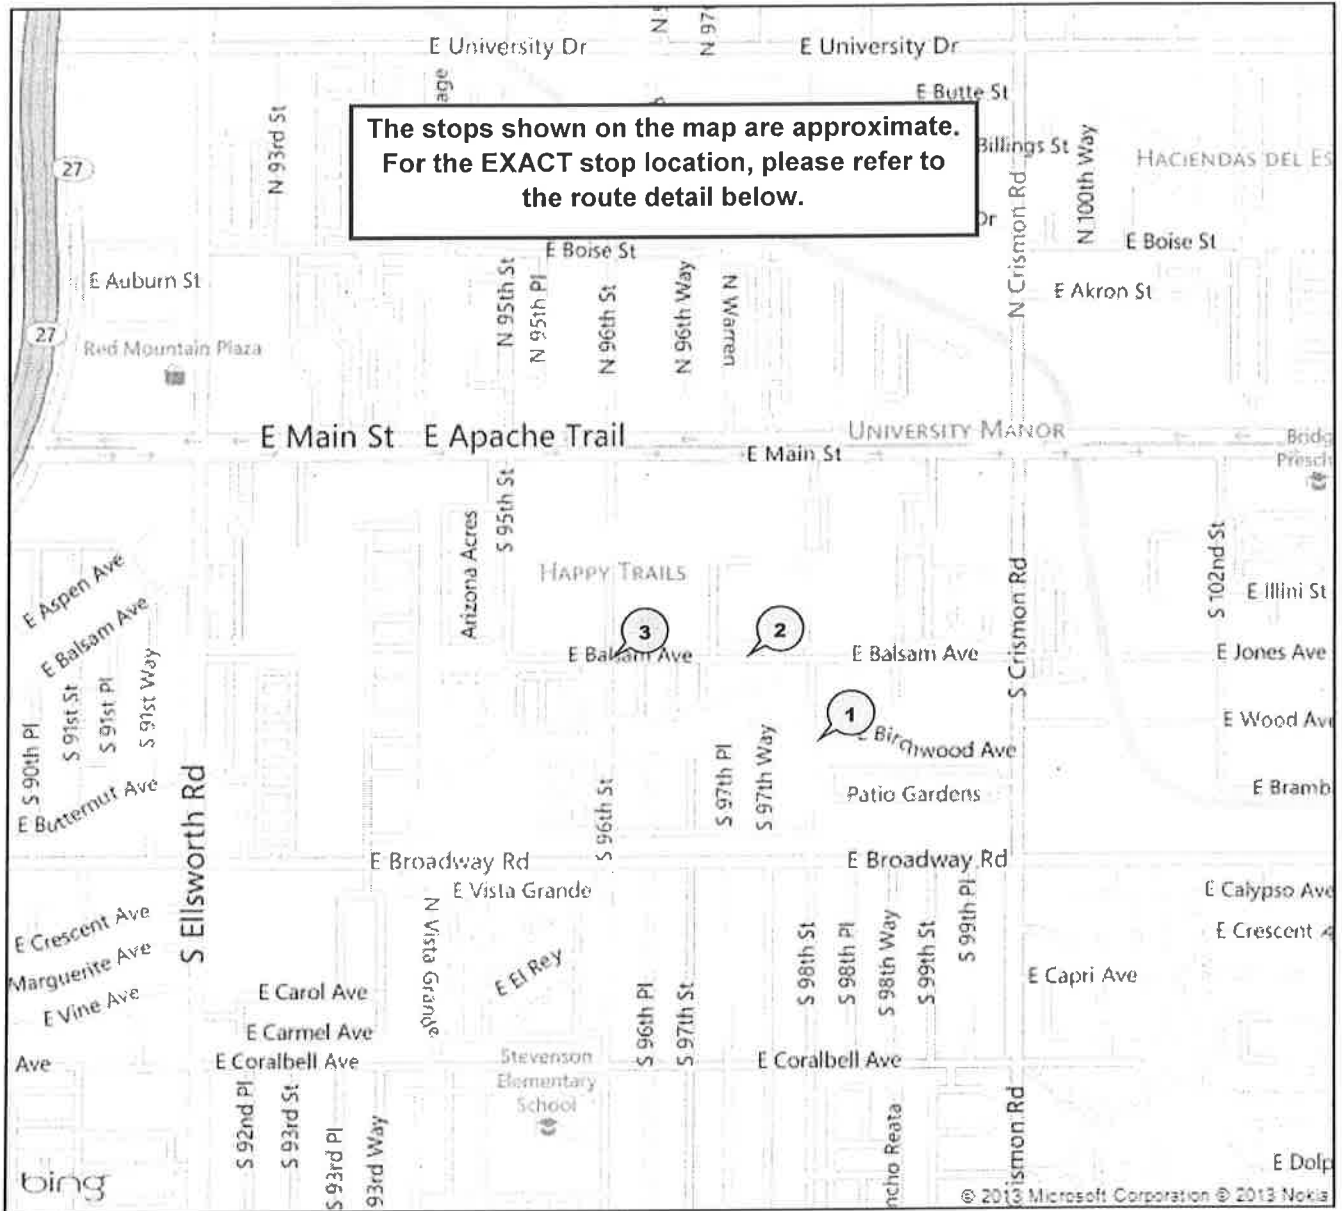 E University Dr
E University Dr
N 97
E Butte St
age
The stops shown on the map are approximate.
For the EXACT stop location, please refer to
the route detail below.
Billings St
N 93rd St
N 100th Way
HACIENDAS DEL ES
27
Dr
N Crismon Rd
E Boise St
E Boise St
E Auburn St
E Akron St
N 95th St
N 95th Pl
N 96th St
N 96th Way
N Warren
27
Red Mountain Plaza
E Main St
E Apache Trail
UNIVERSITY MANOR
E Main St
Bridg
Presch
S 95th St
Arizona Acres
HAPPY TRAILS
S Crismon Rd
S 102nd St
E Illini St
E Aspen Ave
E Balsam Ave
3
2
E Balsam Ave
E Balsam Ave
E Jones Ave
S 90th Pl
S 91st St
S 91st Pl
S 91st Way
1
E Birchwood Ave
E Wood Av
S 97th Pl
S 97th Way
Patio Gardens
E Bramb
E Butternut Ave
S Ellsworth Rd
S 96th St
E Broadway Rd
E Broadway Rd
E Vista Grande
E Calypso Ave
E Crescent Ave
E Crescent A
Marguerite Ave
E Vine Ave
N Vista Grande
E El Rey
S 98th St
S 98th Pl
S 98th Way
S 99th St
S 99th Pl
E Capri Ave
E Carol Ave
E Carmel Ave
S 96th Pl
S 97th St
Ave
E Coralbell Ave
Stevenson
Elementary
School
E Coralbell Ave
S 92nd Pl
S 93rd St
S 93rd Pl
93rd Way
ncho Reata
ismon Rd
E Dolp
bing
© 2013 Microsoft Corporation © 2013 Nokia